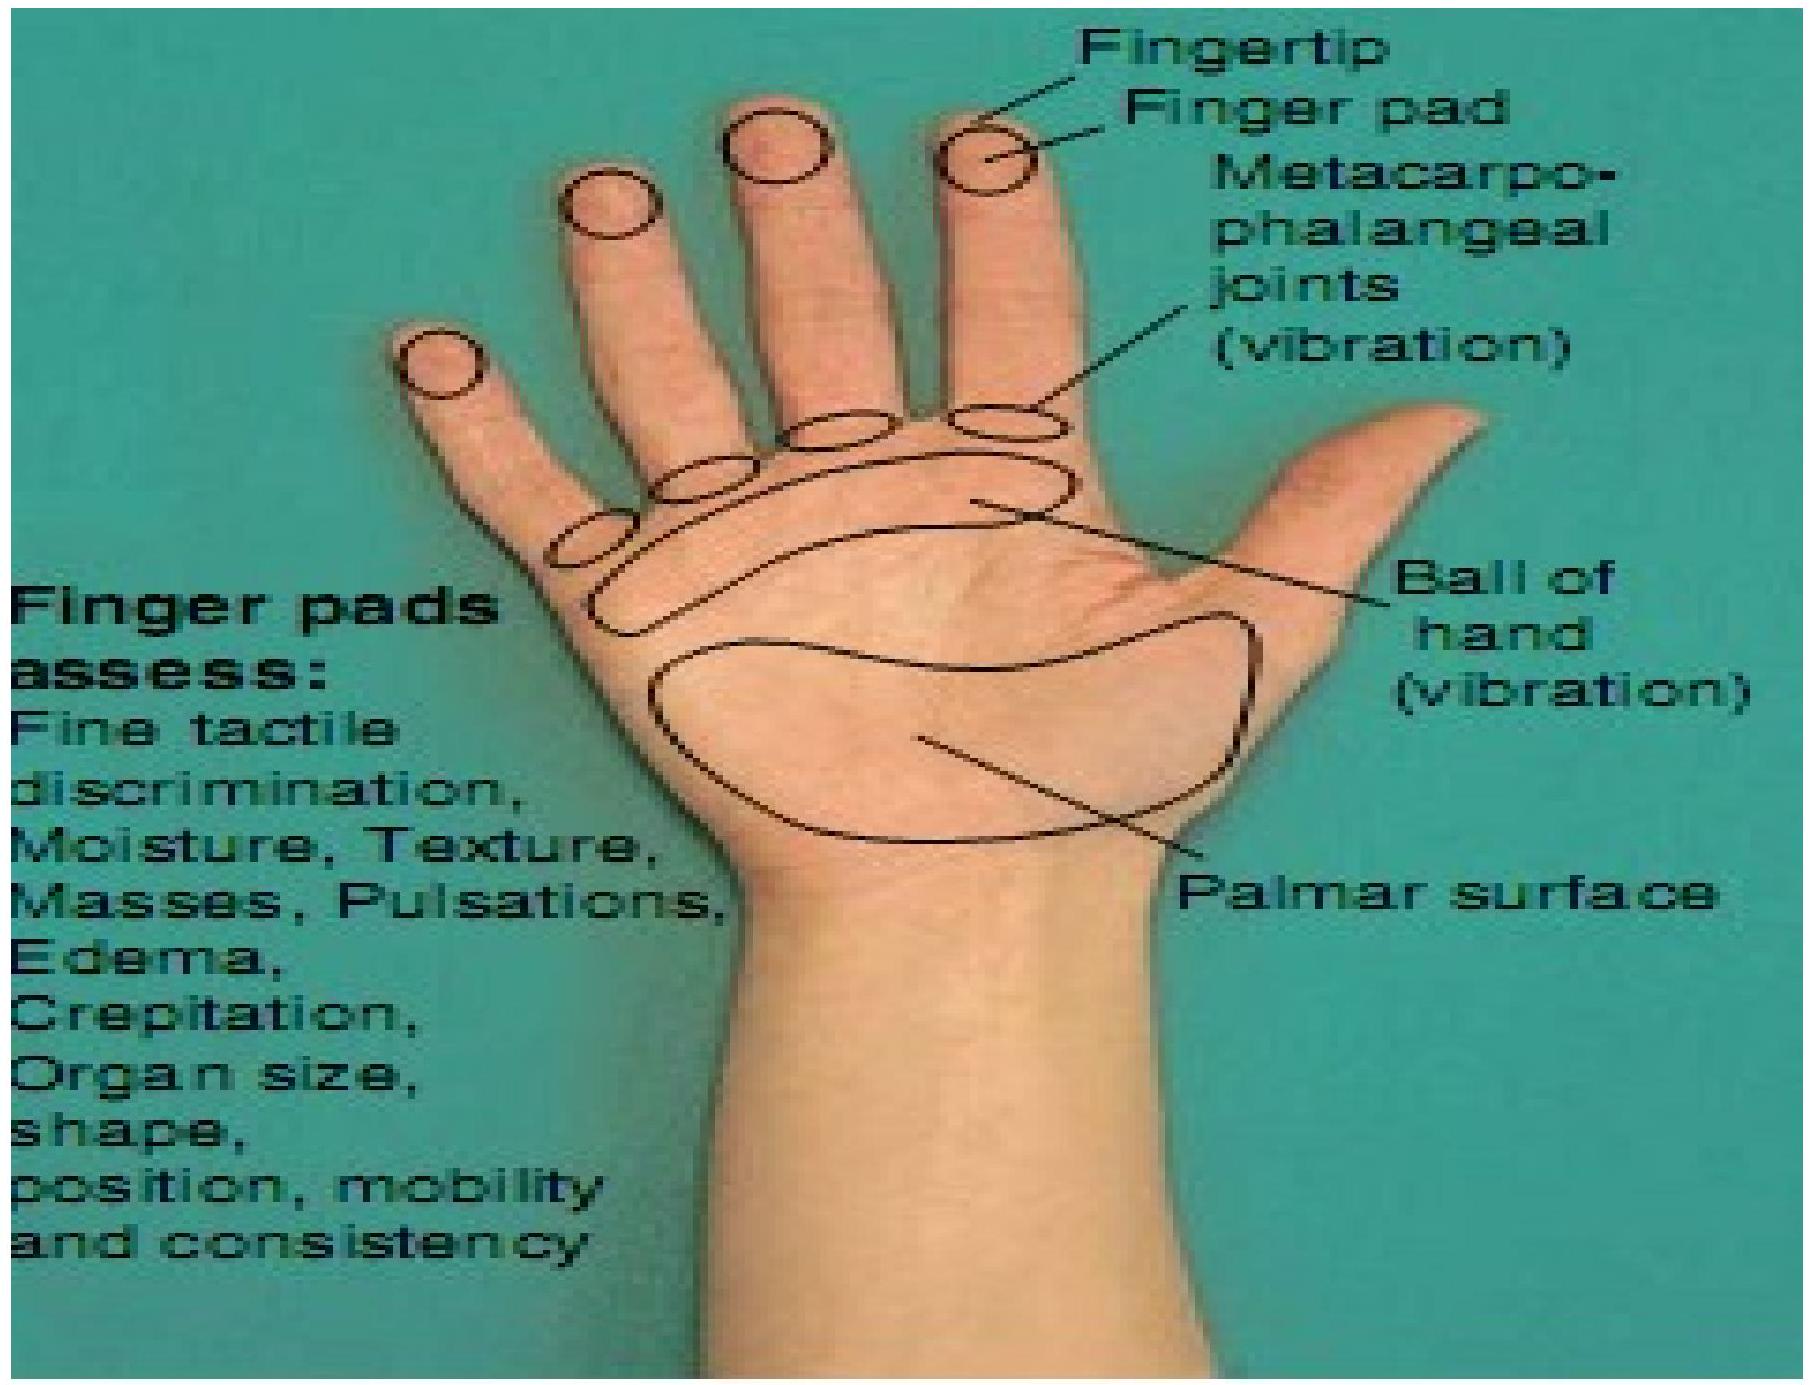 Fingertip
Finger pad
Metacarpo-
phalangeal
joints
(vibration)
Ball of
hand
(vibration)
Palmar surface
Finger pads
assess:
Fine tactile
discrimination,
Moisture, Texture,
Masses, Pulsations,
Edema,
Crepitation,
Organ size,
shape,
position, mobility
and consistency